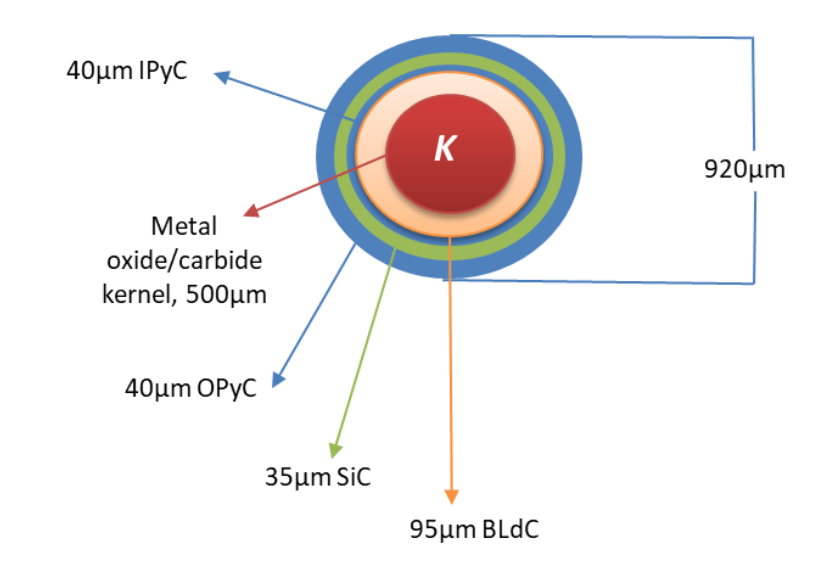 40µm IPyC
K
920µm
Metal
oxide/carbide
kernel, 500µm
40µm OPyC
35µm SiC
95µm BLdC